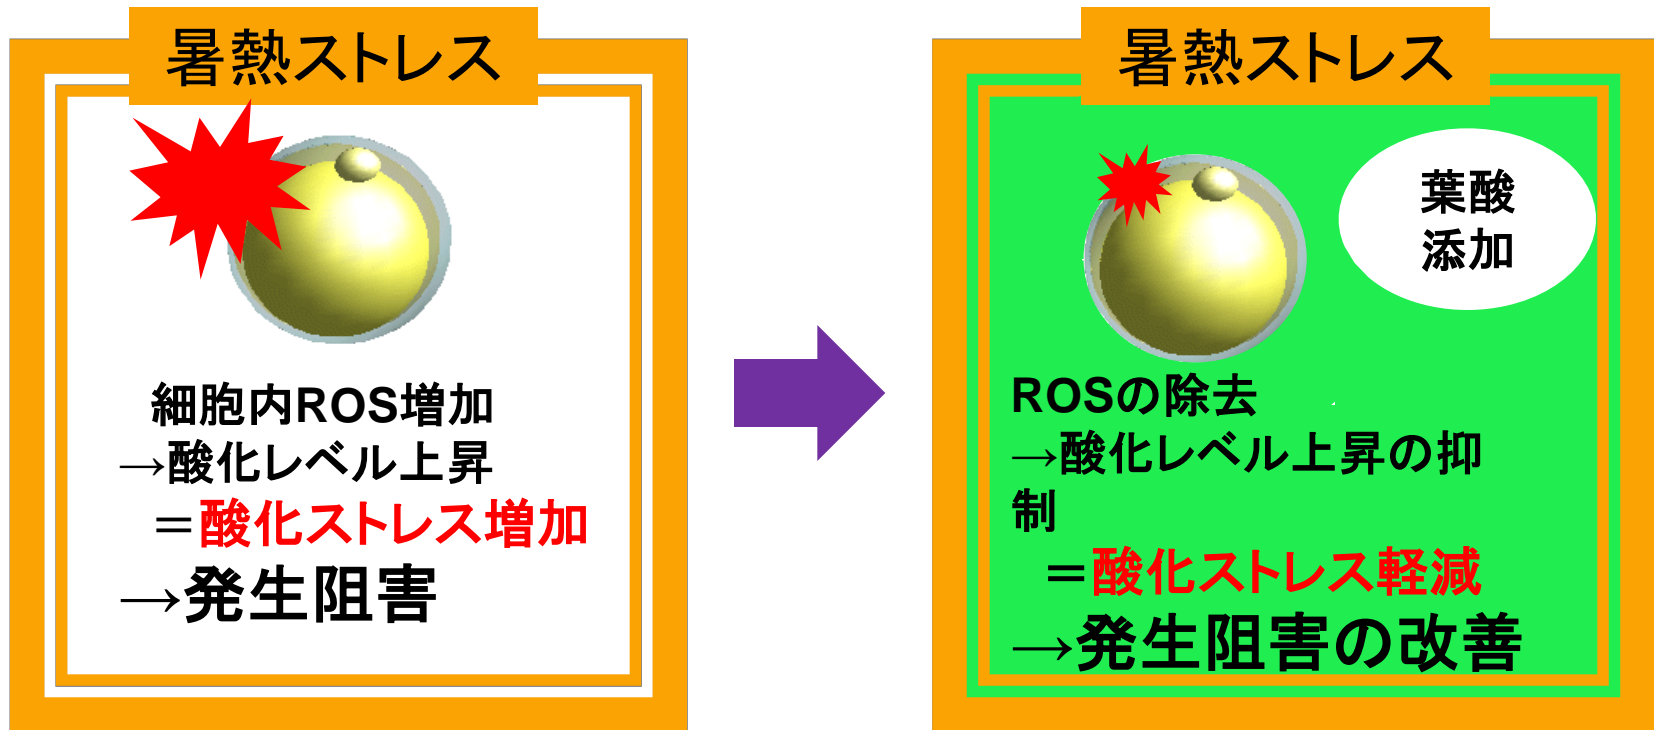 暑熱ストレス
細胞内ROS増加
→酸化レベル上昇
＝酸化ストレス増加
→発生阻害
暑熱ストレス
葉酸
添加
ROSの除去
→酸化レベル上昇の抑
制
＝酸化ストレス軽減
→発生阻害の改善